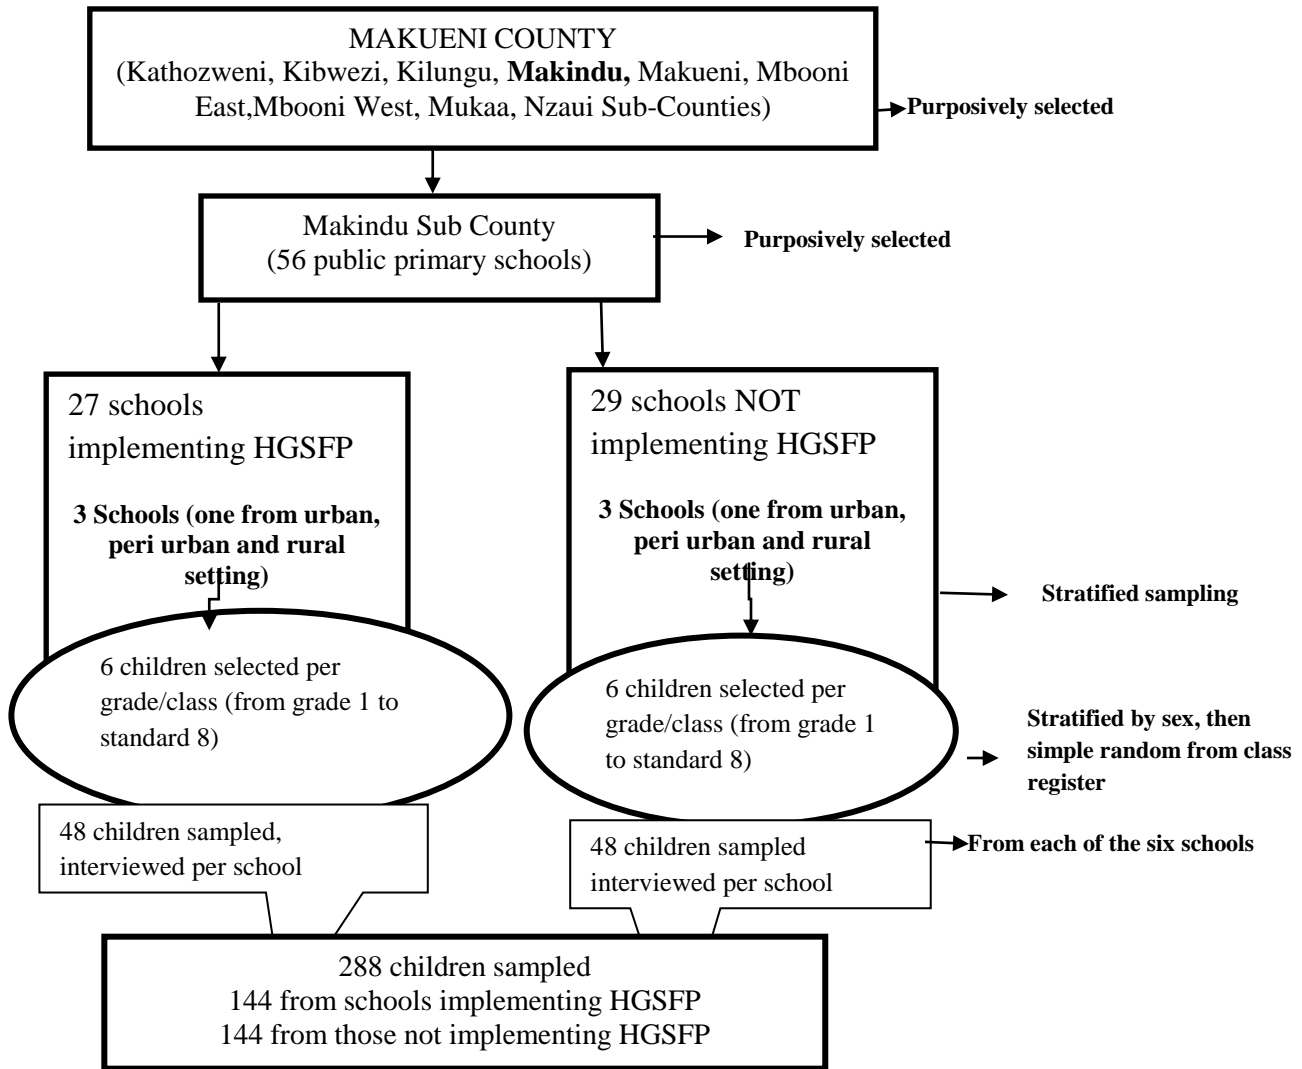 MAKUENI COUNTY
(Kathozweni, Kibwezi, Kilungu, Makindu, Makueni, Mbooni
East,Mbooni West, Mukaa, Nzaui Sub-Counties)
Purposively selected
Makindu Sub County
(56 public primary schools)
Purposively selected
27 schools
implementing HGSFP
3 Schools (one from urban,
peri urban and rural
setting)
29 schools NOT
implementing HGSFP
3 Schools (one from urban,
peri urban and rural
setting)
Stratified sampling
6 children selected per
grade/class (from grade 1 to
standard 8)
6 children selected per
grade/class (from grade 1
to standard 8)
Stratified by sex, then
simple random from class
register
48 children sampled,
interviewed per school
48 children sampled
interviewed per school
From each of the six schools
288 children sampled
144 from schools implementing HGSFP
144 from those not implementing HGSFP